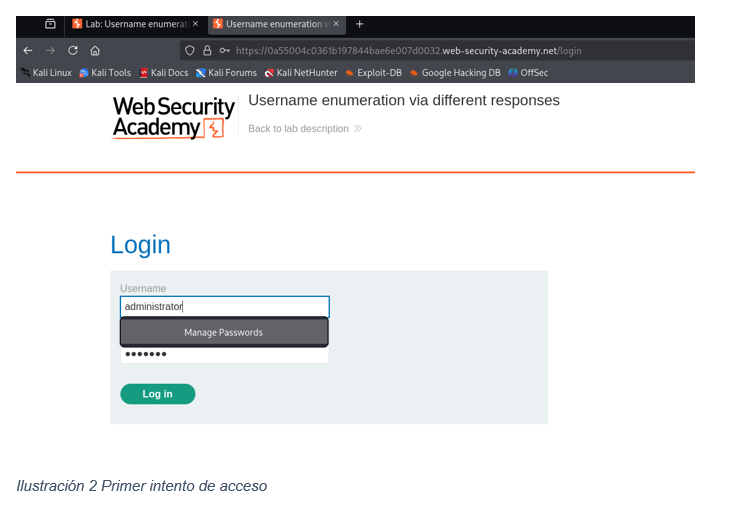 Lab: Username enumerat
Username enumeration v
https://0a55004c0361b197844bae6e007d0032.web-security-academy.net/login
Kali Linux Kali Tools Kali Docs Kali Forums Kali NetHunter Exploit-DB Google Hacking DB OffSec
Web Security
Academy
Username enumeration via different responses
Back to lab description
Login
Username
administrator
Manage Passwords
•••••••
Log in
Ilustración 2 Primer intento de acceso